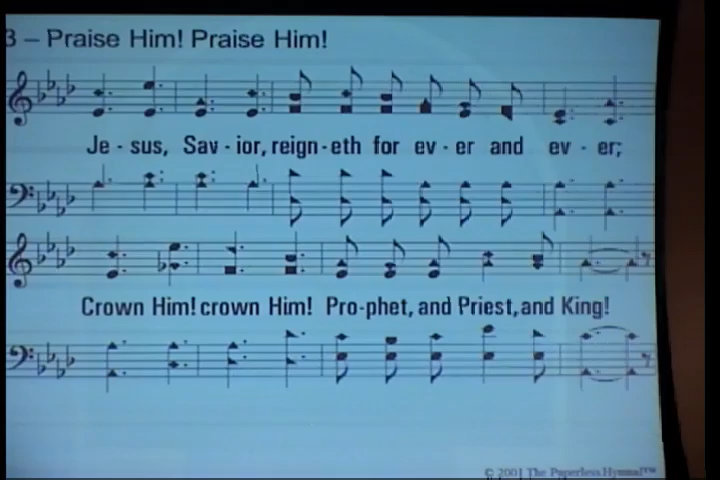 3 – Praise Him! Praise Him!
Je - sus, Sav - ior, reign - eth for ev - er and ev - er;
Crown Him! crown Him! Pro-phet, and Priest, and King!
© 2001 The Paperless Hymnal™